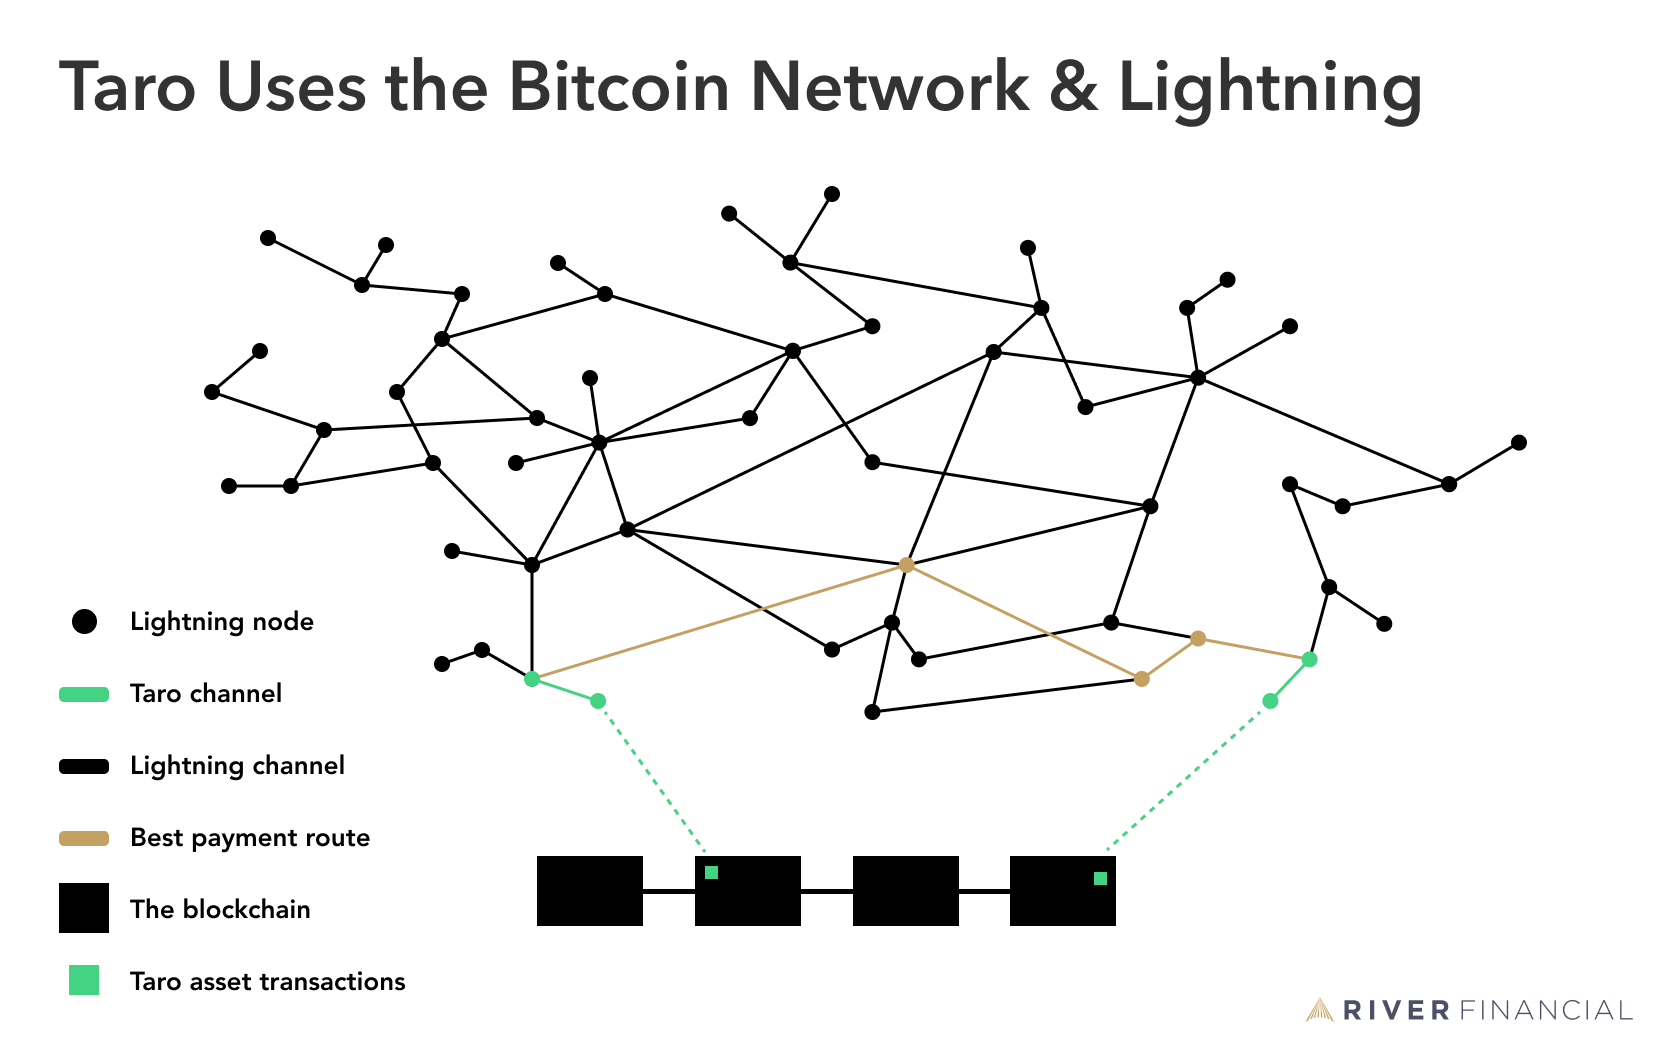 Taro Uses the Bitcoin Network & Lightning
Lightning node
Taro channel
Lightning channel
Best payment route
The blockchain
Taro asset transactions
RIVER FINANCIAL